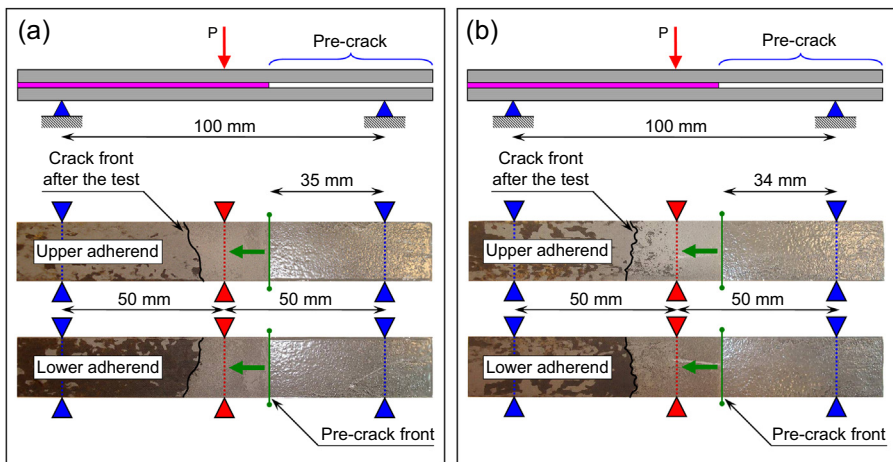 (a)
P
Pre-crack
100 mm
Crack front
after the test
35 mm
Upper adherend
50 mm
50 mm
Lower adherend
Pre-crack front
(b)
P
Pre-crack
100 mm
Crack front
after the test
34 mm
Upper adherend
50 mm
50 mm
Lower adherend
Pre-crack front